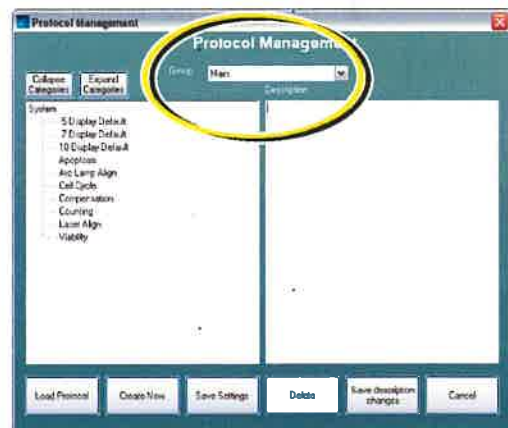 Protocol Management
Protocol Management
Group Main
Collapse Categories
Expand Categories
Description
System
5 Display Default
7 Display Default
10 Display Default
Apoptosis
Arc Lamp Align
Cell Cycle
Compensation
Counting
Laser Align
Viability
Load Protocol
Create New
Save Settings
Delete
Save description changes
Cancel